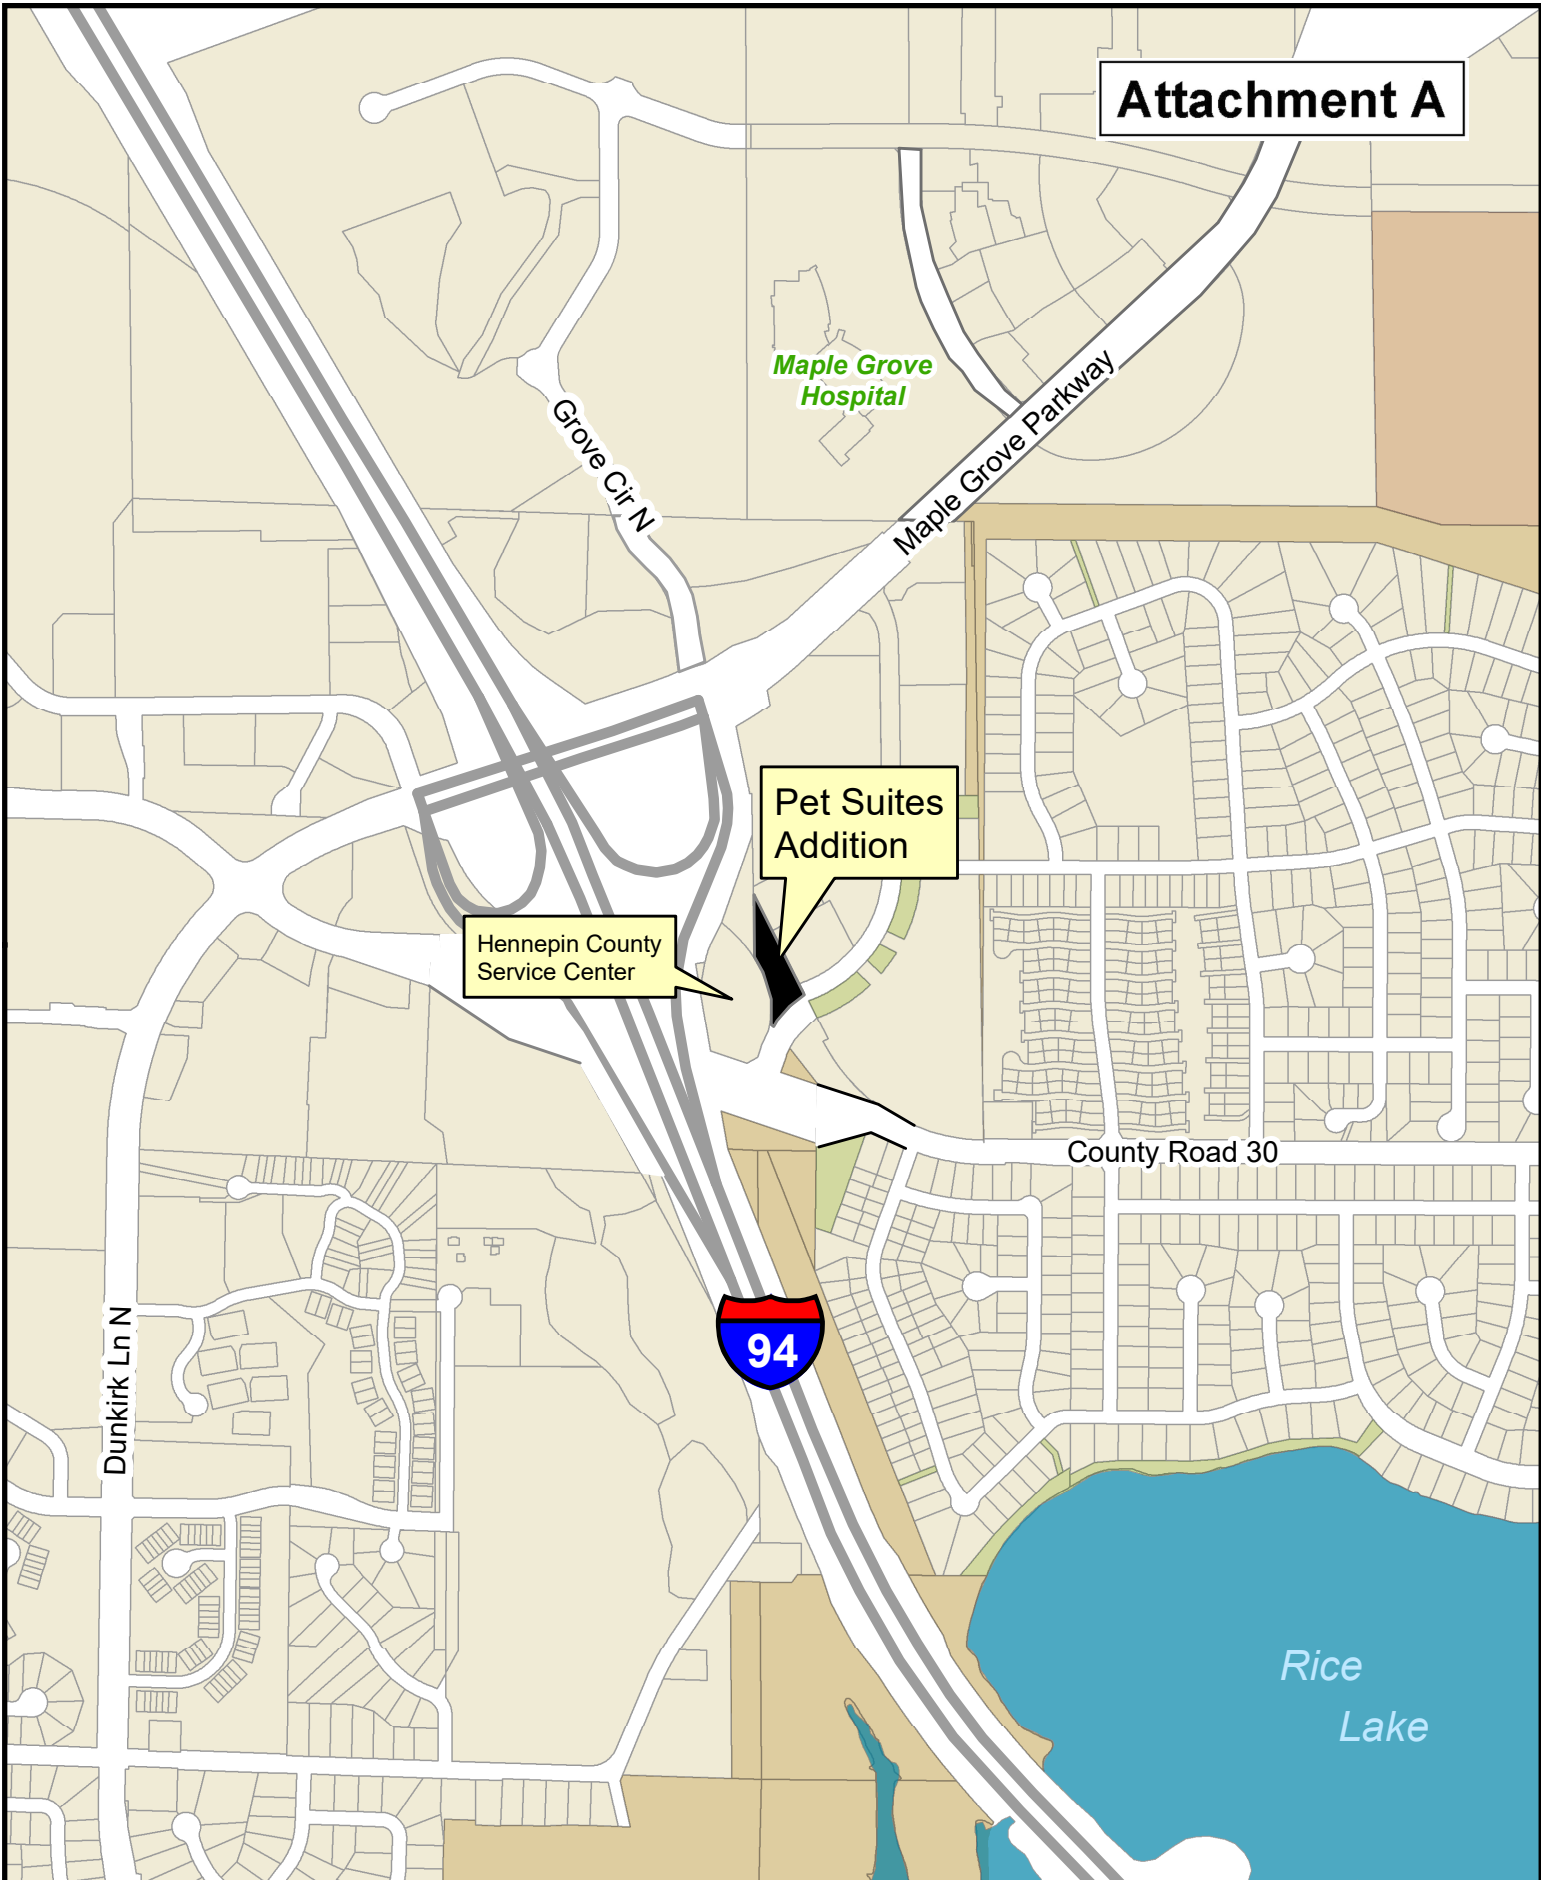 Attachment A
Maple Grove
Hospital
Grove Cir N
Maple Grove Parkway
Pet Suites
Addition
Hennepin County
Service Center
County Road 30
94
Dunkirk Ln N
Rice
Lake